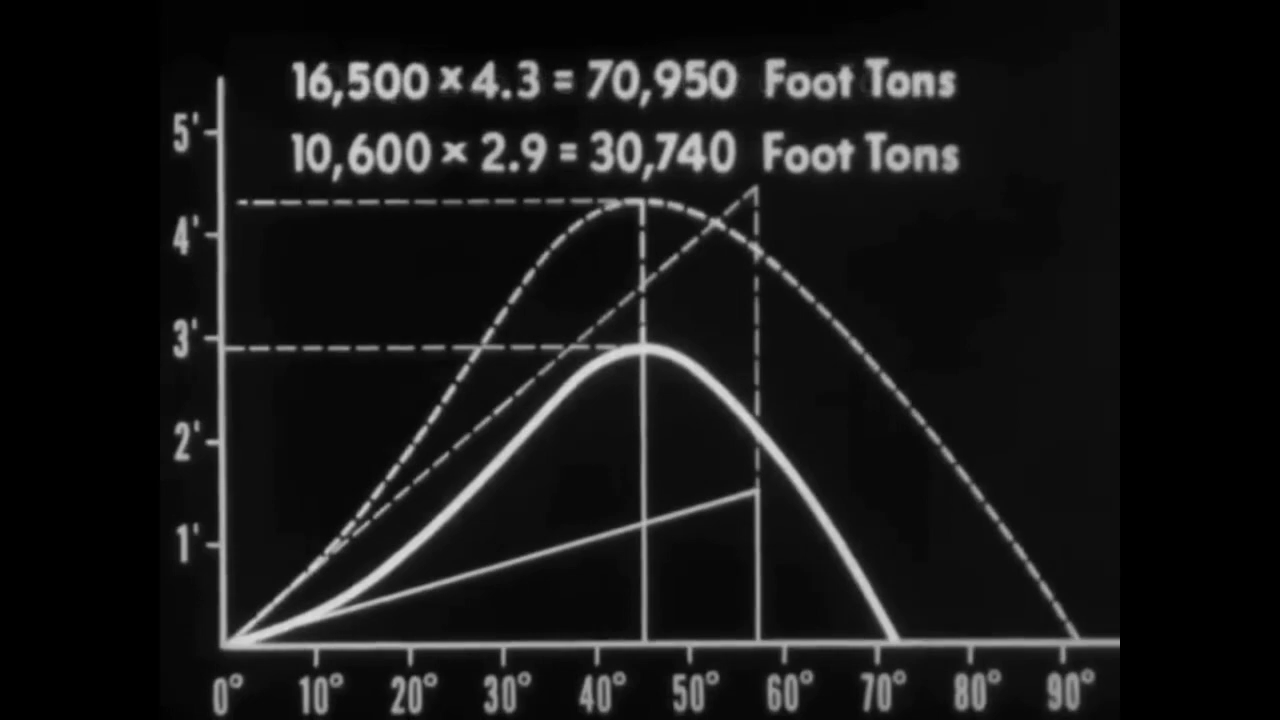 16,500 × 4.3 = 70,950 Foot Tons
10,600 × 2.9 = 30,740 Foot Tons
5'
4'
3'
2'
1'
0° 10° 20° 30° 40° 50° 60° 70° 80° 90°